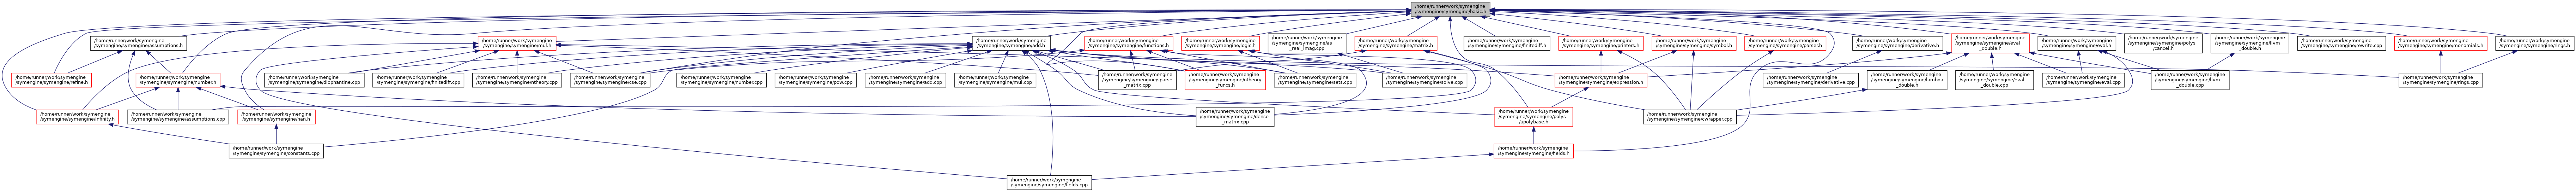 /home/runner/work/symengine
/symengine/symengine/basic.h
/home/runner/work/symengine
/symengine/symengine/assumptions.h
/home/runner/work/symengine
/symengine/symengine/mul.h
/home/runner/work/symengine
/symengine/symengine/add.h
/home/runner/work/symengine
/symengine/symengine/functions.h
/home/runner/work/symengine
/symengine/symengine/logic.h
/home/runner/work/symengine
/symengine/symengine/as
_real_imag.cpp
/home/runner/work/symengine
/symengine/symengine/matrix.h
/home/runner/work/symengine
/symengine/symengine/finitediff.h
/home/runner/work/symengine
/symengine/symengine/printers.h
/home/runner/work/symengine
/symengine/symengine/symbol.h
/home/runner/work/symengine
/symengine/symengine/parser.h
/home/runner/work/symengine
/symengine/symengine/derivative.h
/home/runner/work/symengine
/symengine/symengine/eval
_double.h
/home/runner/work/symengine
/symengine/symengine/eval.h
/home/runner/work/symengine
/symengine/symengine/polys
/cancel.h
/home/runner/work/symengine
/symengine/symengine/llvm
_double.h
/home/runner/work/symengine
/symengine/symengine/rewrite.cpp
/home/runner/work/symengine
/symengine/symengine/monomials.h
/home/runner/work/symengine
/symengine/symengine/rings.h
/home/runner/work/symengine
/symengine/symengine/refine.h
/home/runner/work/symengine
/symengine/symengine/number.h
/home/runner/work/symengine
/symengine/symengine/diophantine.cpp
/home/runner/work/symengine
/symengine/symengine/finitediff.cpp
/home/runner/work/symengine
/symengine/symengine/ntheory.cpp
/home/runner/work/symengine
/symengine/symengine/cse.cpp
/home/runner/work/symengine
/symengine/symengine/number.cpp
/home/runner/work/symengine
/symengine/symengine/pow.cpp
/home/runner/work/symengine
/symengine/symengine/add.cpp
/home/runner/work/symengine
/symengine/symengine/mul.cpp
/home/runner/work/symengine
/symengine/symengine/sparse
_matrix.cpp
/home/runner/work/symengine
/symengine/symengine/ntheory
_funcs.h
/home/runner/work/symengine
/symengine/symengine/sets.cpp
/home/runner/work/symengine
/symengine/symengine/solve.cpp
/home/runner/work/symengine
/symengine/symengine/expression.h
/home/runner/work/symengine
/symengine/symengine/derivative.cpp
/home/runner/work/symengine
/symengine/symengine/lambda
_double.h
/home/runner/work/symengine
/symengine/symengine/eval
_double.cpp
/home/runner/work/symengine
/symengine/symengine/eval.cpp
/home/runner/work/symengine
/symengine/symengine/llvm
_double.cpp
/home/runner/work/symengine
/symengine/symengine/rings.cpp
/home/runner/work/symengine
/symengine/symengine/infinity.h
/home/runner/work/symengine
/symengine/symengine/assumptions.cpp
/home/runner/work/symengine
/symengine/symengine/nan.h
/home/runner/work/symengine
/symengine/symengine/dense
_matrix.cpp
/home/runner/work/symengine
/symengine/symengine/polys
/upolybase.h
/home/runner/work/symengine
/symengine/symengine/cwrapper.cpp
/home/runner/work/symengine
/symengine/symengine/constants.cpp
/home/runner/work/symengine
/symengine/symengine/fields.h
/home/runner/work/symengine
/symengine/symengine/fields.cpp